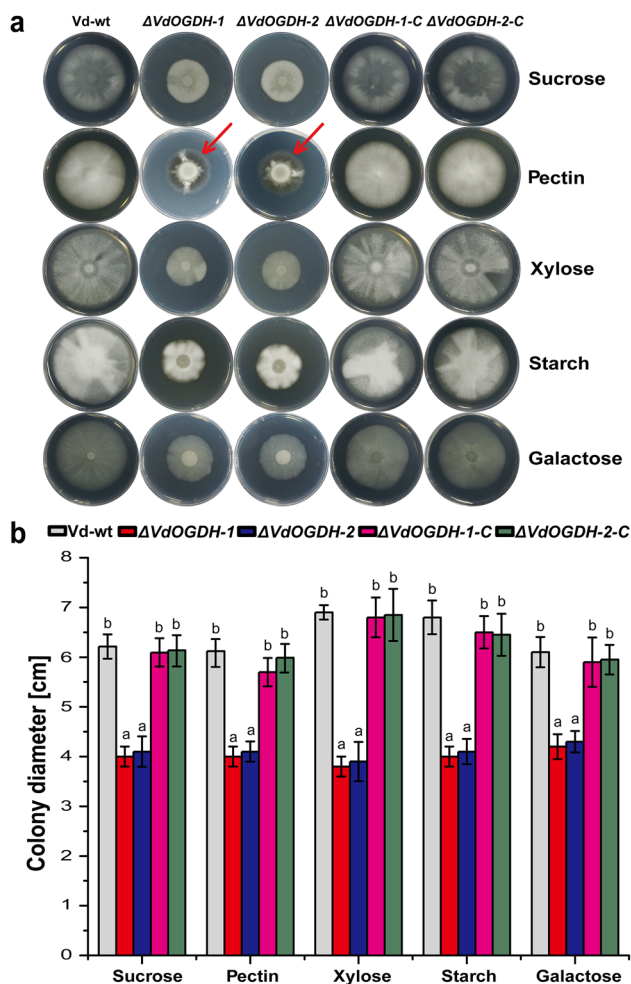 a
Vd-wt ΔVdOGDH-1 ΔVdOGDH-2 ΔVdOGDH-1-C ΔVdOGDH-2-C
Sucrose
Pectin
Xylose
Starch
Galactose
b
Vd-wt ΔVdOGDH-1 ΔVdOGDH-2 ΔVdOGDH-1-C ΔVdOGDH-2-C
Colony diameter [cm]
8
7
6
5
4
3
2
1
0
b a a b b
b a a b b
b a a b b
b a a b b
b a a b b
Sucrose Pectin Xylose Starch Galactose